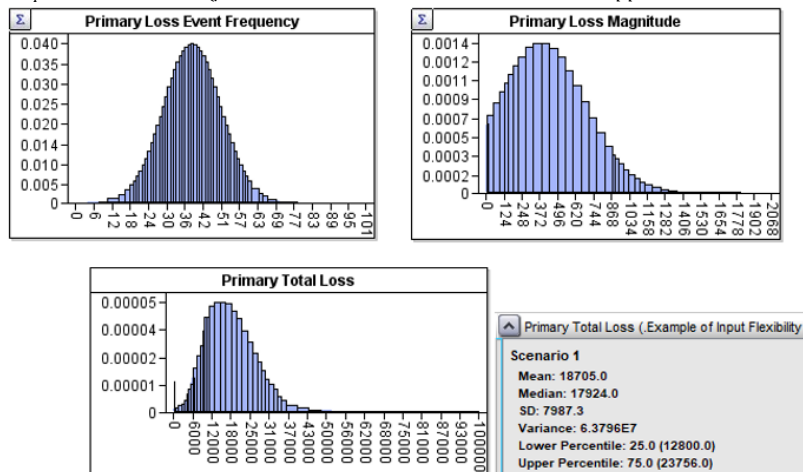 Σ Primary Loss Event Frequency
0.040
0.035
0.030
0.025
0.020
0.014
0.010
0.005
0
0 6 12 18 24 30 36 42 51 57 63 69 77 83 89 95 101
Σ Primary Loss Magnitude
0.0014
0.0012
0.0011
0.0009
0.0007
0.0005
0.0003
0.0002
0
0 124 248 372 496 620 744 868 1034 1158 1282 1406 1530 1654 1778 1902 2068
Primary Total Loss
0.00005
0.00004
0.00002
0.00001
0
0 6000 12000 18000 25000 31000 37000 43000 50000 56000 62000 68000 75000 81000 87000 93000 100000
Primary Total Loss (.Example of Input Flexibility
Scenario 1
Mean: 18705.0
Median: 17924.0
SD: 7987.3
Variance: 6.3796E7
Lower Percentile: 25.0 (12800.0)
Upper Percentile: 75.0 (23756.0)